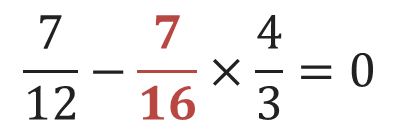 7/12 − 7/16 × 4/3 = 0